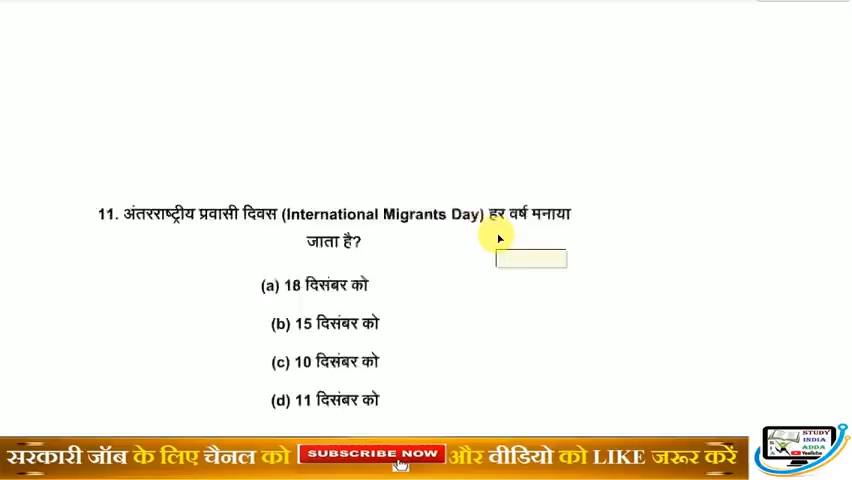 11. अंतरराष्ट्रीय प्रवासी दिवस (International Migrants Day) हर वर्ष मनाया
जाता है?
(a) 18 दिसंबर को
(b) 15 दिसंबर को
(c) 10 दिसंबर को
(d) 11 दिसंबर को
सरकारी जॉब के लिए चैनल को SUBSCRIBE NOW और वीडियो को LIKE जरूर करें
STUDY
INDIA
ADDA
YouTube